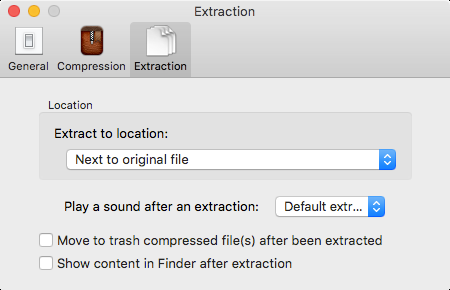 Extraction
General Compression Extraction
Location
Extract to location:
Next to original file
Play a sound after an extraction: Default extr...
Move to trash compressed file(s) after been extracted
Show content in Finder after extraction